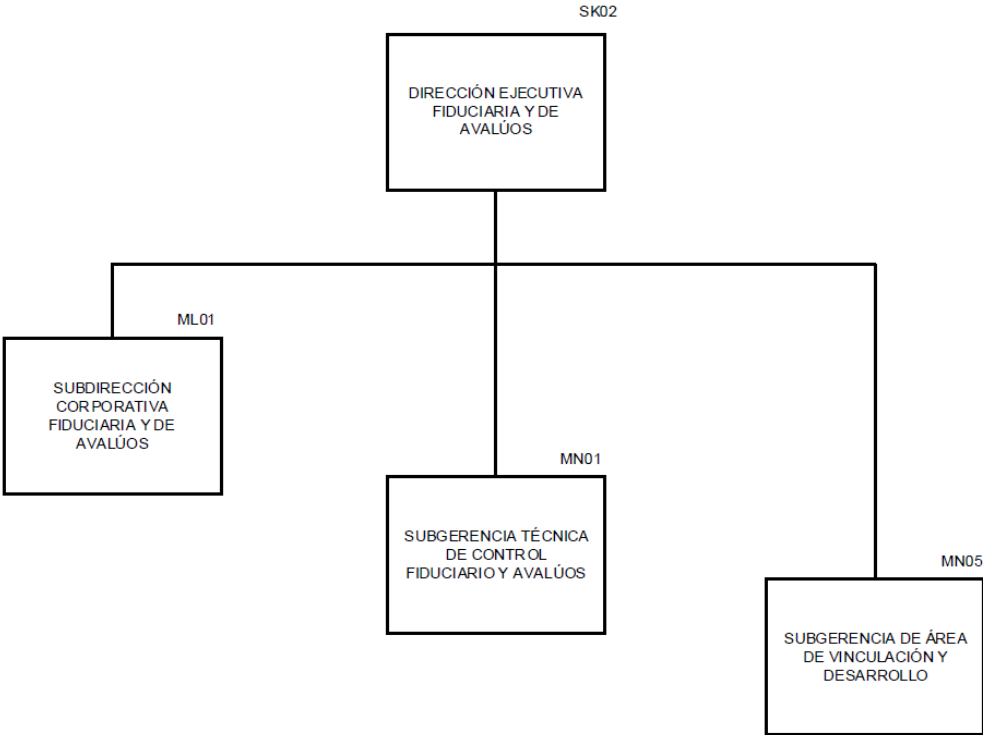 SK02
DIRECCIÓN EJECUTIVA
FIDUCIARIA Y DE
AVALÚOS
ML01
SUBDIRECCIÓN
CORPORATIVA
FIDUCIARIA Y DE
AVALÚOS
MN01
SUBGERENCIA TÉCNICA
DE CONTROL
FIDUCIARIO Y AVALÚOS
MN05
SUBGERENCIA DE ÁREA
DE VINCULACIÓN Y
DESARROLLO